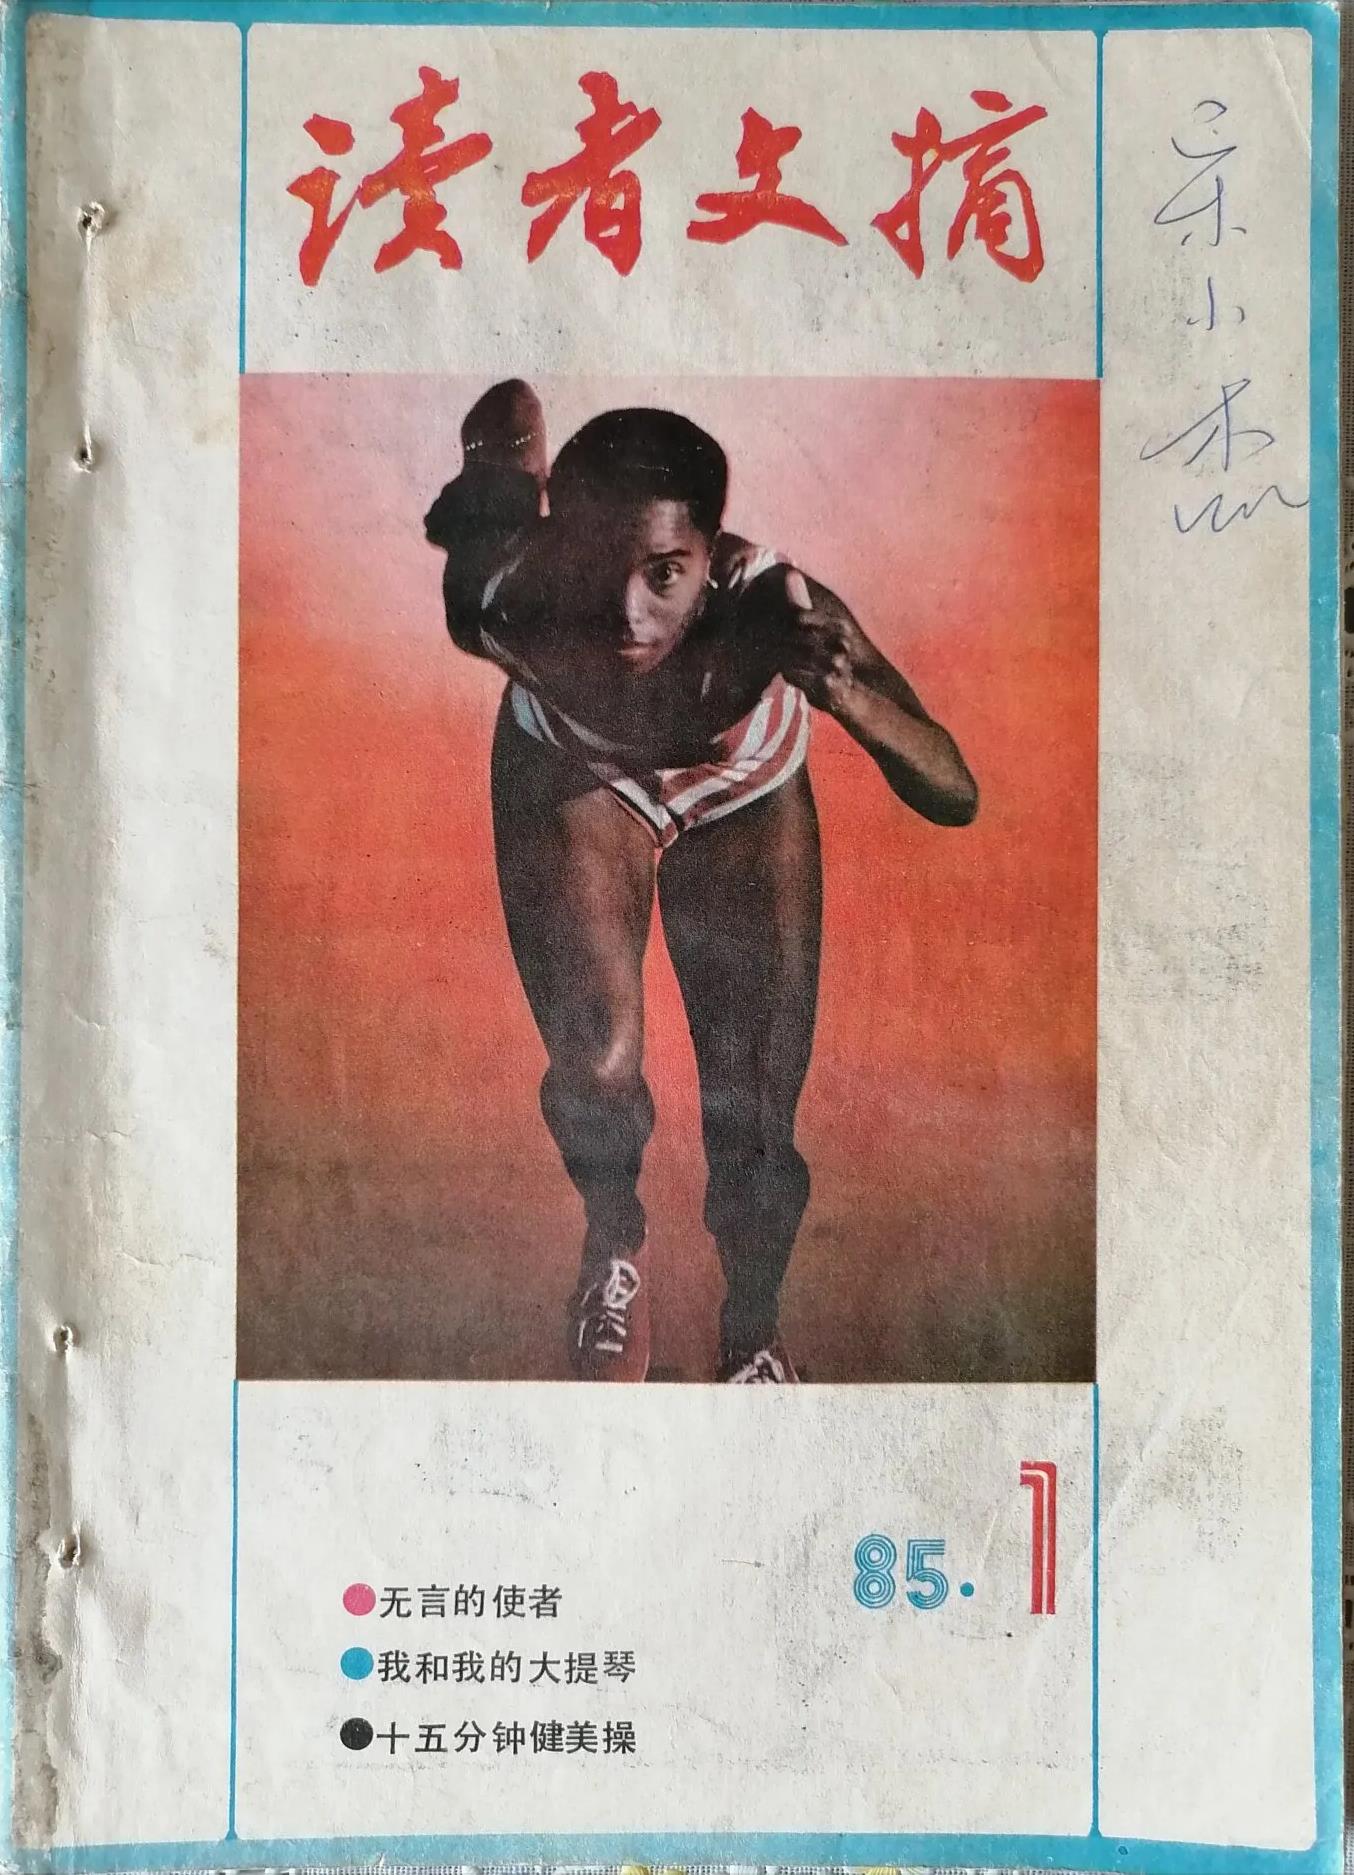 读者文摘
85·1
无言的使者
我和我的大提琴
十五分钟健美操